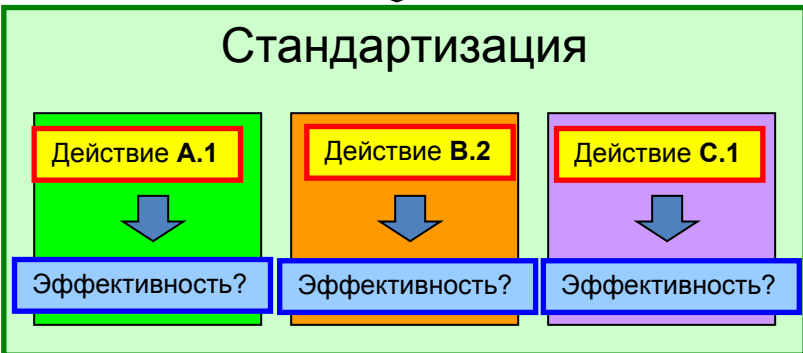 Стандартизация
Действие A.1
Действие B.2
Действие C.1
Эффективность?
Эффективность?
Эффективность?